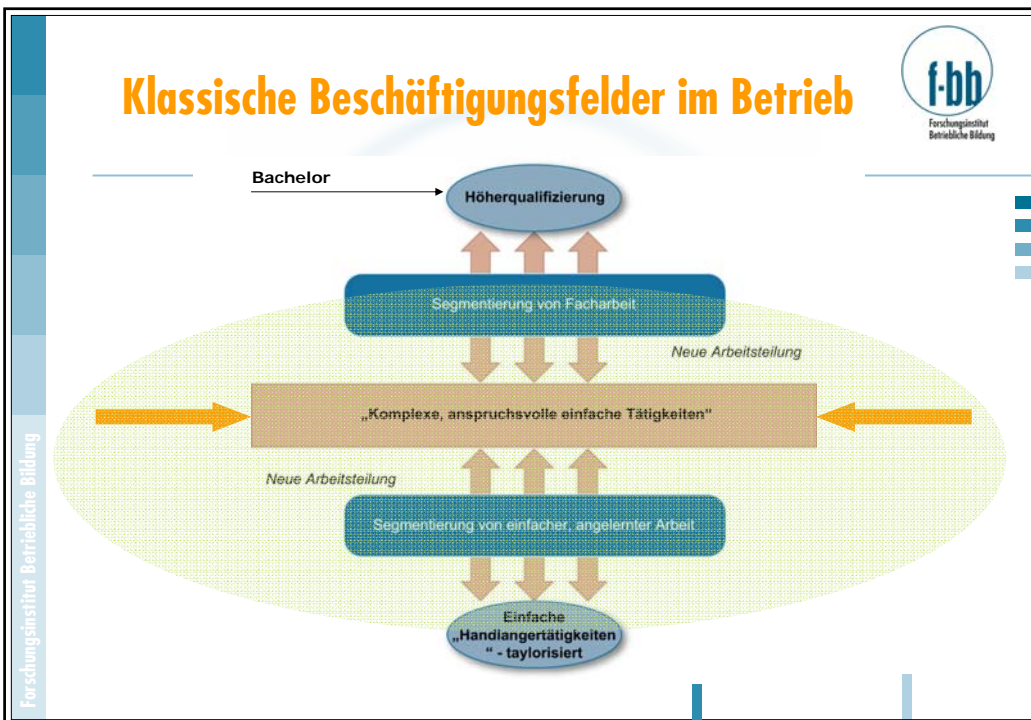 Klassische Beschäftigungsfelder im Betrieb
f-bb
Forschungsinstitut
Betriebliche Bildung
Bachelor
Höherqualifizierung
Segmentierung von Facharbeit
Neue Arbeitsteilung
„Komplexe, anspruchsvolle einfache Tätigkeiten“
Neue Arbeitsteilung
Segmentierung von einfacher, angelernter Arbeit
Einfache
„Handlangertätigkeiten
“ - taylorisiert
Forschungsinstitut Betriebliche Bildung